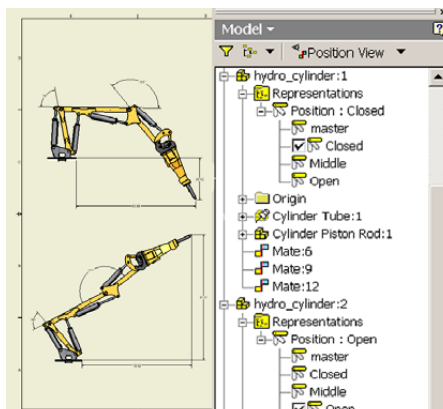 Model
Position View
hydro_cylinder:1
Representations
Position : Closed
master
Closed
Middle
Open
Origin
Cylinder Tube:1
Cylinder Piston Rod:1
Mate:6
Mate:9
Mate:12
hydro_cylinder:2
Representations
Position : Open
master
Closed
Middle
Open